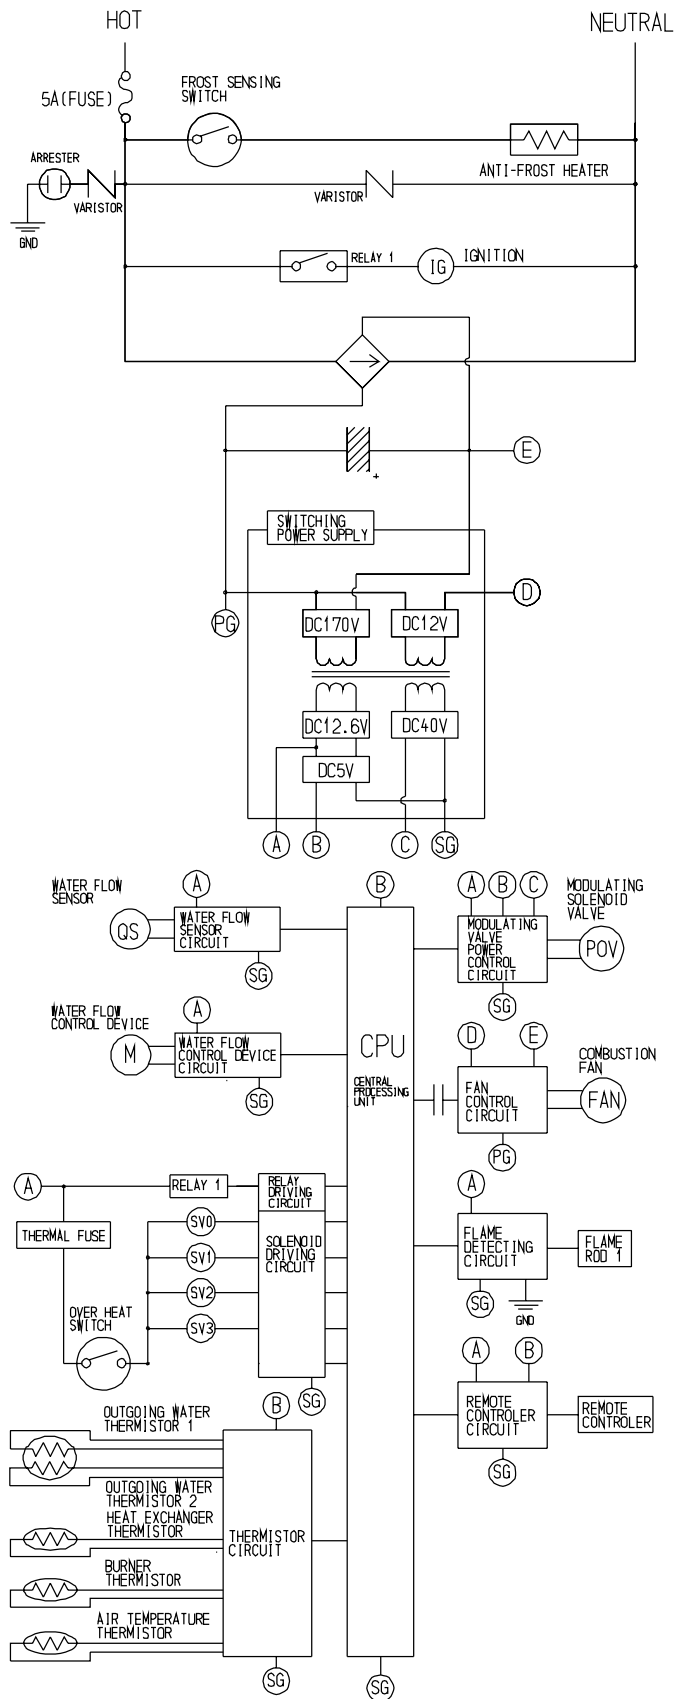 HOT
NEUTRAL
5A(FUSE)
FROST SENSING
SWITCH
ARRESTER
VARISTOR
GND
ANTI-FROST HEATER
VARISTOR
RELAY 1
IG
IGNITION
E
+
SWITCHING
POWER SUPPLY
D
PG
DC170V
DC12V
DC12.6V
DC40V
DC5V
A
B
C
SG
WATER FLOW
SENSOR
A
QS
WATER FLOW
SENSOR
CIRCUIT
SG
B
A
B
C
MODULATING
SOLENOID
VALVE
MODULATING
VALVE
POWER
CONTROL
CIRCUIT
POV
SG
WATER FLOW
CONTROL DEVICE
A
M
WATER FLOW
CONTROL DEVICE
CIRCUIT
SG
CPU
CENTRAL
PROCESSING
UNIT
D
E
COMBUSTION
FAN
FAN
CONTROL
CIRCUIT
FAN
PG
A
RELAY 1
RELAY
DRIVING
CIRCUIT
THERMAL FUSE
SV0
SV1
SV2
SV3
SOLENOID
DRIVING
CIRCUIT
OVER HEAT
SWITCH
SG
A
FLAME
DETECTING
CIRCUIT
FLAME
ROD 1
SG
GND
A
B
REMOTE
CONTROLER
CIRCUIT
REMOTE
CONTROLER
SG
B
OUTGOING WATER
THERMISTOR 1
OUTGOING WATER
THERMISTOR 2
HEAT EXCHANGER
THERMISTOR
THERMISTOR
CIRCUIT
BURNER
THERMISTOR
AIR TEMPERATURE
THERMISTOR
SG
SG